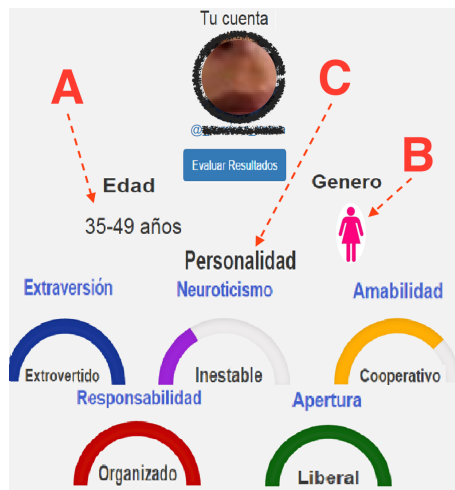 Tu cuenta
A
C
@
Evaluar Resultados
B
Edad
Genero
35-49 años
Personalidad
Extraversión
Neuroticismo
Amabilidad
Extrovertido
Inestable
Cooperativo
Responsabilidad
Apertura
Organizado
Liberal